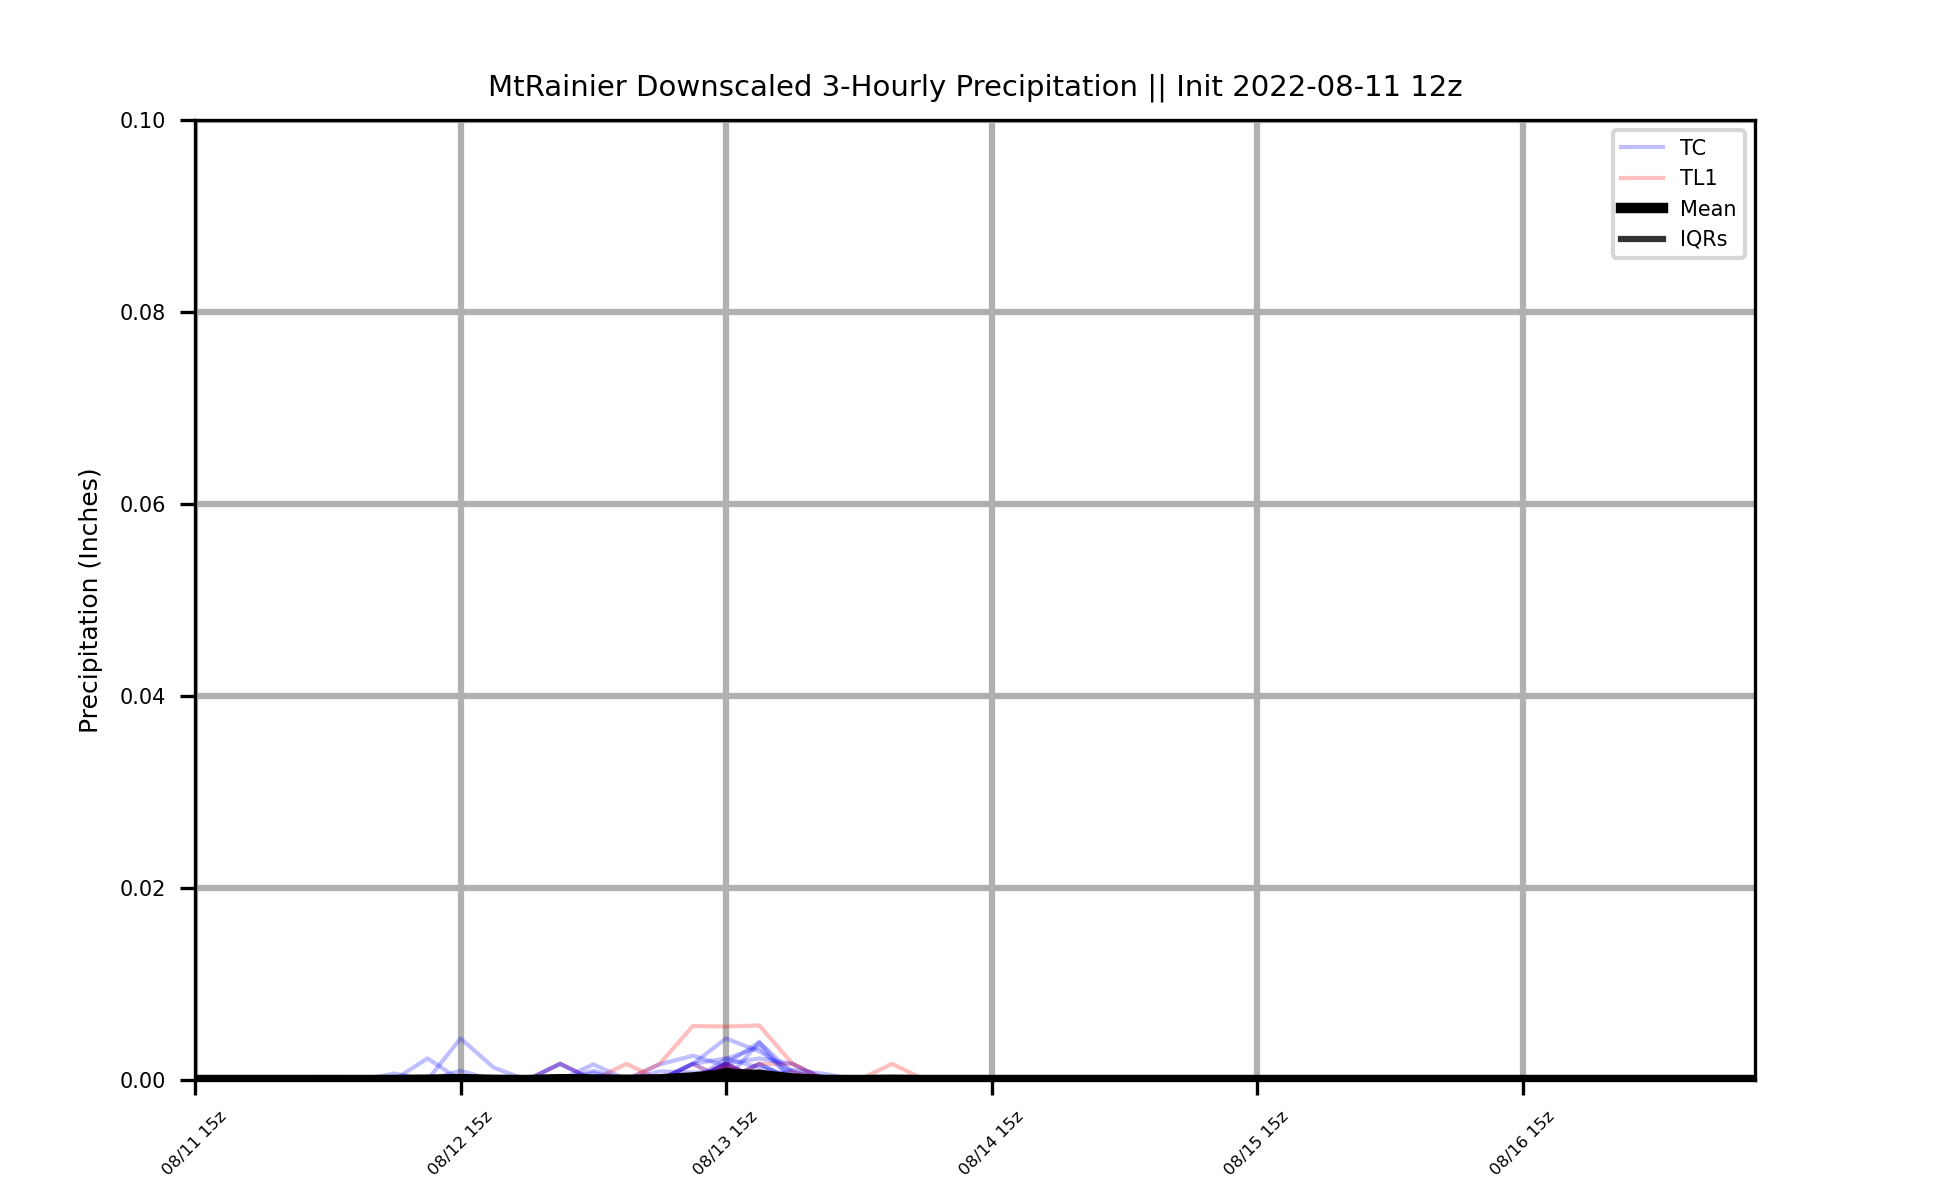 MtRainier Downscaled 3-Hourly Precipitation || Init 2022-08-11 12z
TC
TL1
Mean
IQRs
Precipitation (Inches)
0.10
0.08
0.06
0.04
0.02
0.00
08/11 15z
08/12 15z
08/13 15z
08/14 15z
08/15 15z
08/16 15z